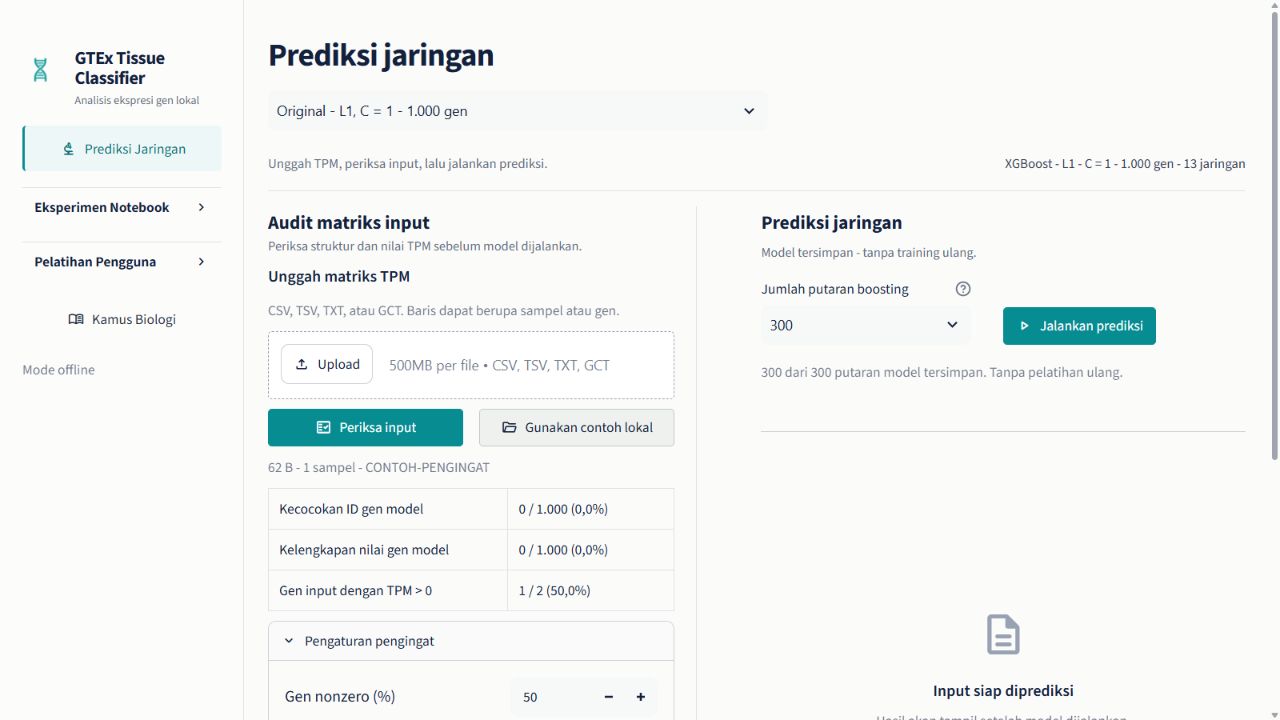 GTEx Tissue
Classifier
Analisis ekspresi gen lokal
Prediksi Jaringan
Eksperimen Notebook
Pelatihan Pengguna
Kamus Biologi
Mode offline
Prediksi jaringan
Original - L1, C = 1 - 1.000 gen
Unggah TPM, periksa input, lalu jalankan prediksi.
XGBoost - L1 - C = 1 - 1.000 gen - 13 jaringan
Audit matriks input
Periksa struktur dan nilai TPM sebelum model dijalankan.
Unggah matriks TPM
CSV, TSV, TXT, atau GCT. Baris dapat berupa sampel atau gen.
Upload
500MB per file • CSV, TSV, TXT, GCT
Periksa input
Gunakan contoh lokal
62 B - 1 sampel - CONTOH-PENGINGAT
Kecocokan ID gen model 0 / 1.000 (0,0%)
Kelengkapan nilai gen model 0 / 1.000 (0,0%)
Gen input dengan TPM > 0 1 / 2 (50,0%)
Pengaturan pengingat
Gen nonzero (%) 50 − +
Prediksi jaringan
Model tersimpan - tanpa training ulang.
Jumlah putaran boosting
300
Jalankan prediksi
300 dari 300 putaran model tersimpan. Tanpa pelatihan ulang.
Input siap diprediksi
Hasil akan tampil setelah model dijalankan